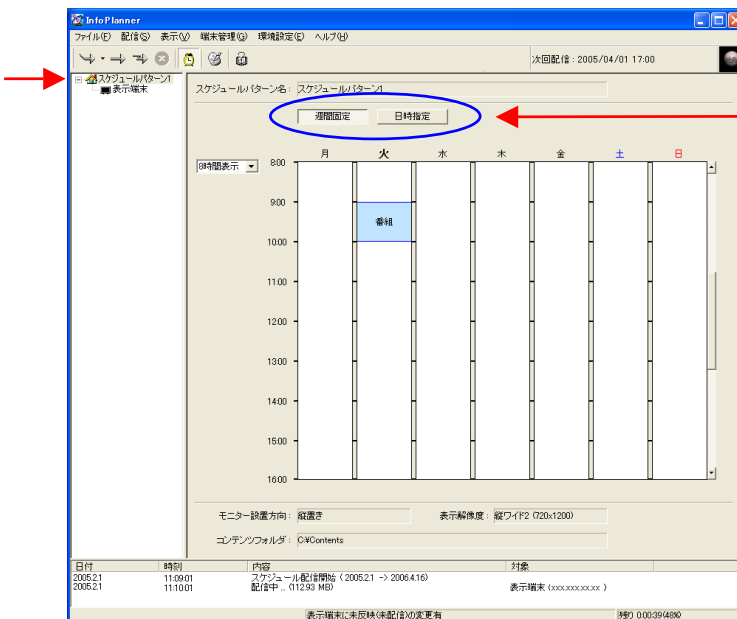 InfoPlanner
ファイル(F) 配信(S) 表示(V) 端末管理(G) 環境設定(E) ヘルプ(H)
次回配信 : 2005/04/01 17:00
スケジュールパターン1
表示端末
スケジュールパターン名 : スケジュールパターン1
週間固定 日時指定
8時間表示
月 火 水 木 金 土 日
8:00
9:00
番組
10:00
11:00
12:00
13:00
14:00
15:00
16:00
モニター設置方向 : 縦置き 表示解像度 : 縦ワイド2 (720x1200)
コンテンツフォルダ : C:¥Contents
日付 時刻 内容 対象
2005.2.1 11:09:01 スケジュール配信開始 ( 2005.2.1 -> 2006.4.16)
2005.2.1 11:10:01 配信中 .. (112.93 MB) 表示端末 (xxx.xxx.xx.xx )
表示端末に未反映(未配信)の変更有 残り 0:00:39(48%)